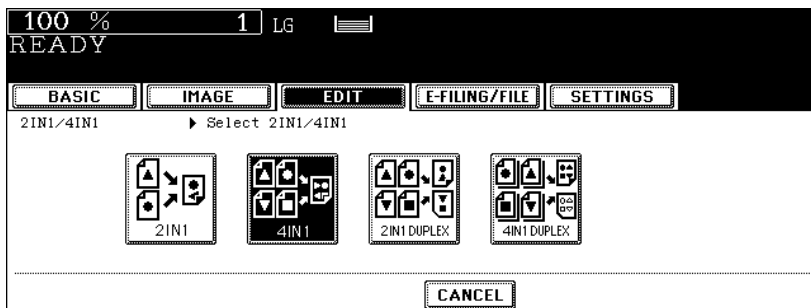 100 % 1 LG
READY
BASIC IMAGE EDIT E-FILING/FILE SETTINGS
2IN1/4IN1 ▶ Select 2IN1/4IN1
2IN1 4IN1 2IN1 DUPLEX 4IN1 DUPLEX
CANCEL